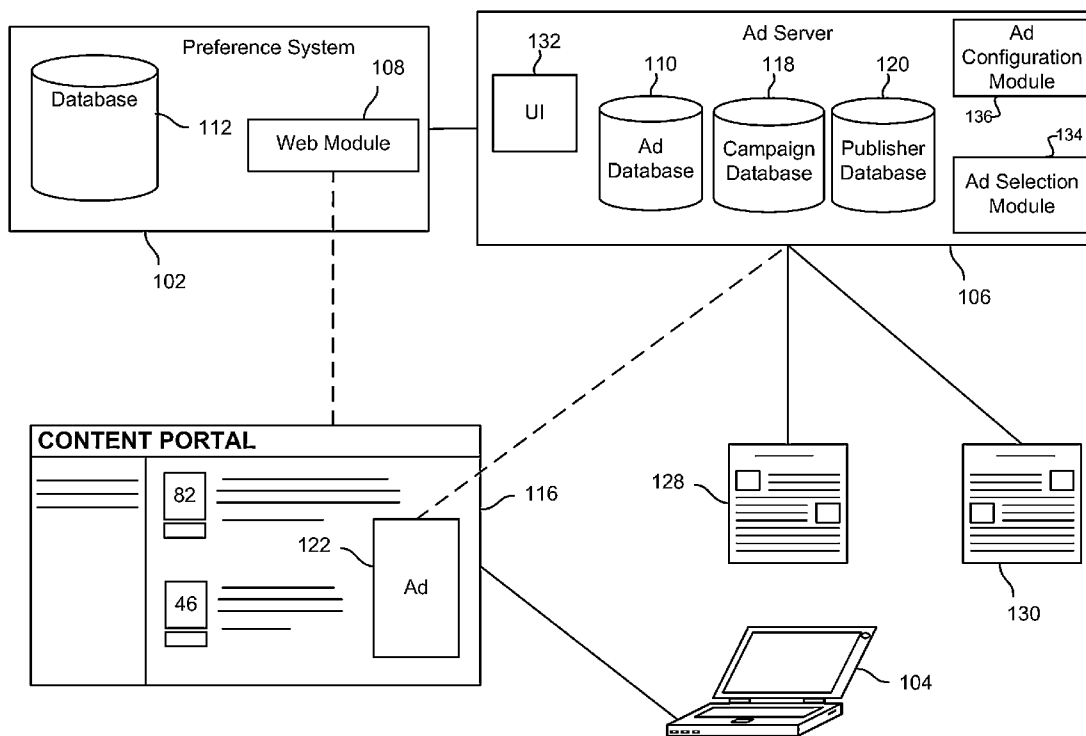 Preference System
Database
112
108
Web Module
102
Ad Server
132
UI
110
Ad
Database
118
Campaign
Database
120
Publisher
Database
Ad
Configuration
Module
136
134
Ad Selection
Module
106
CONTENT PORTAL
82
46
116
122
Ad
128
130
104